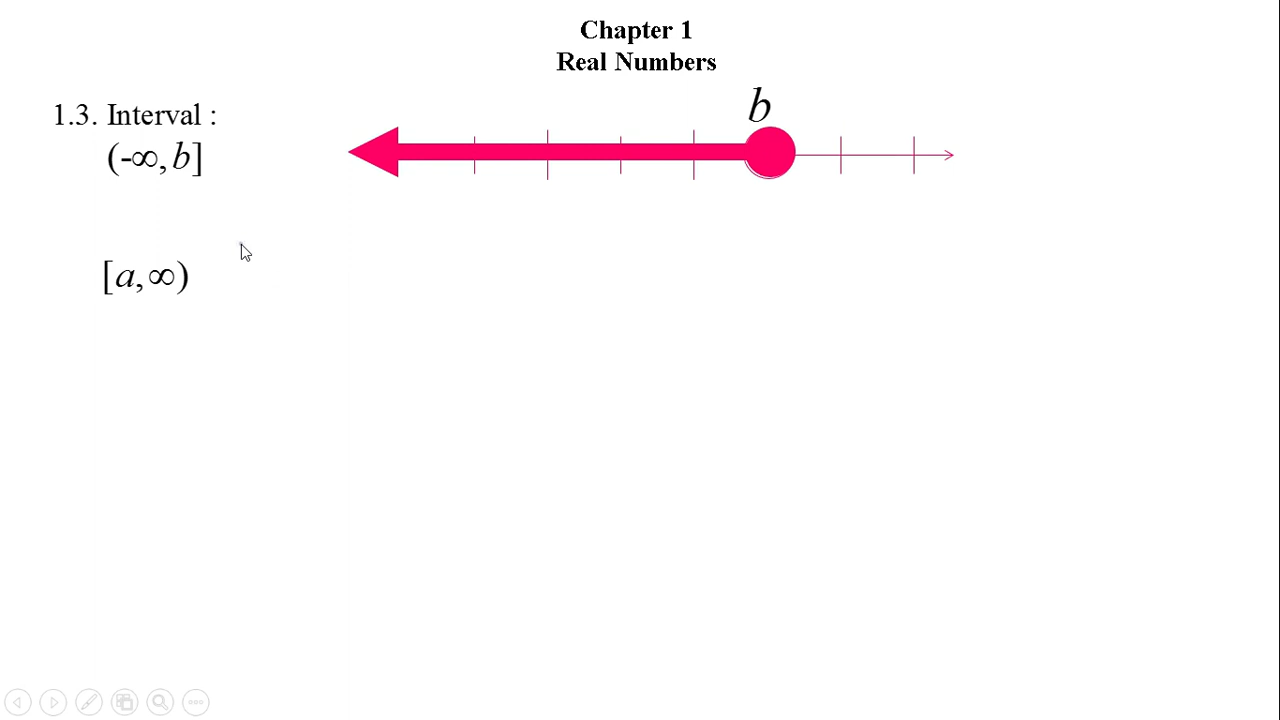 Chapter 1
Real Numbers
1.3. Interval :
b
(-∞, b]
[a, ∞)